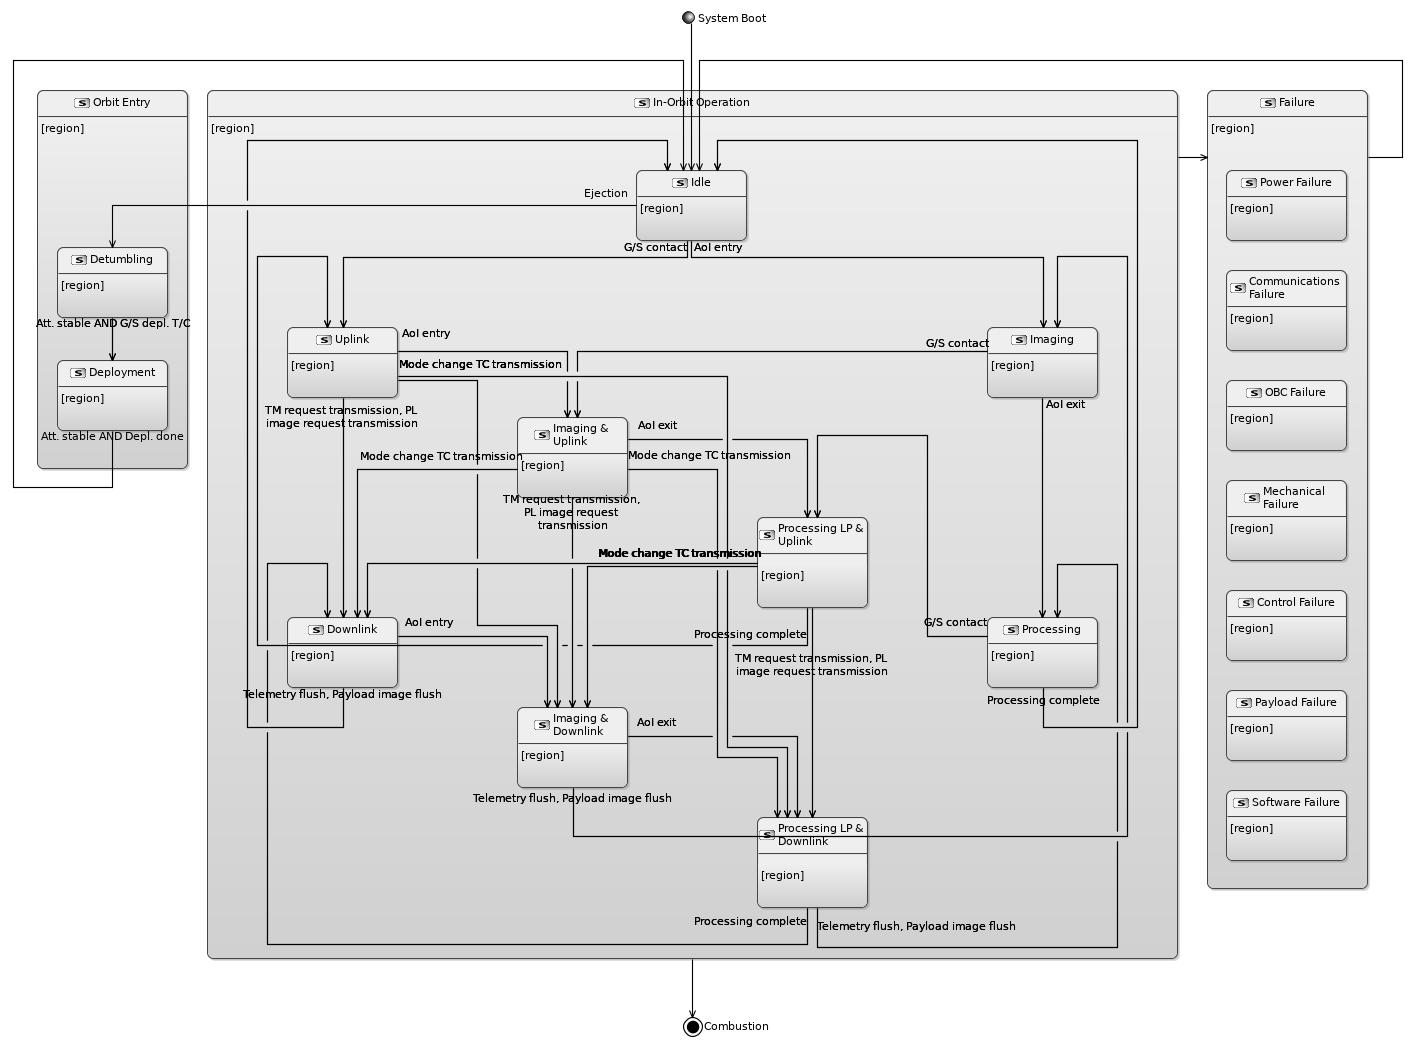 System Boot
Orbit Entry
[region]
In-Orbit Operation
[region]
Failure
[region]
Idle
[region]
Ejection
G/S contact
AoI entry
Power Failure
[region]
Detumbling
[region]
Att. stable AND G/S depl. T/C
Communications
Failure
[region]
Uplink
[region]
AoI entry
Mode change TC transmission
G/S contact
Imaging
[region]
Deployment
[region]
Att. stable AND Depl. done
TM request transmission, PL
image request transmission
AoI exit
OBC Failure
[region]
Imaging &
Uplink
[region]
AoI exit
Mode change TC transmission
Mode change TC transmission
TM request transmission,
PL image request
transmission
Mechanical
Failure
[region]
Processing LP &
Uplink
[region]
Mode change TC transmission
Control Failure
[region]
Downlink
[region]
AoI entry
Processing complete
G/S contact
Processing
[region]
TM request transmission, PL
image request transmission
Telemetry flush, Payload image flush
Processing complete
Payload Failure
[region]
Imaging &
Downlink
[region]
AoI exit
Telemetry flush, Payload image flush
Software Failure
[region]
Processing LP &
Downlink
[region]
Processing complete
Telemetry flush, Payload image flush
Combustion